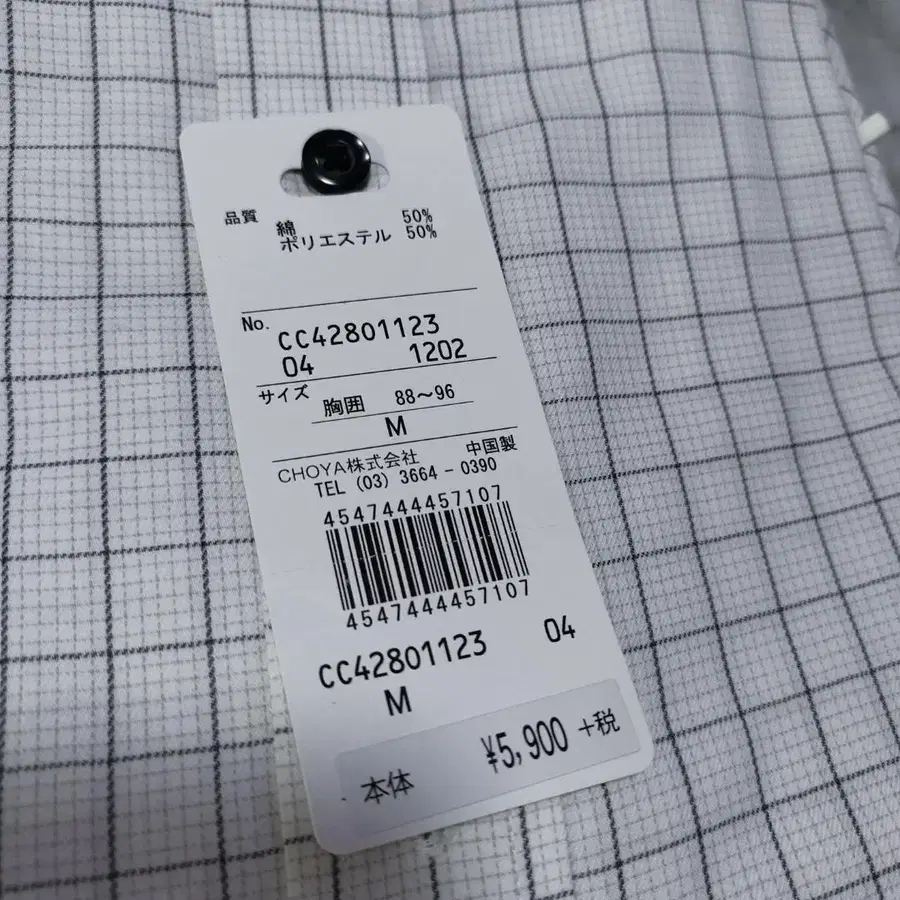 品質 綿 50%
ポリエステル 50%
No.
CC42801123
04 1202
サイズ 胸囲 88～96
M
CHOYA株式会社 中国製
TEL (03) 3664-0390
4547444457107
4547444457107
CC42801123 04
M
本体 ¥5,900 +税